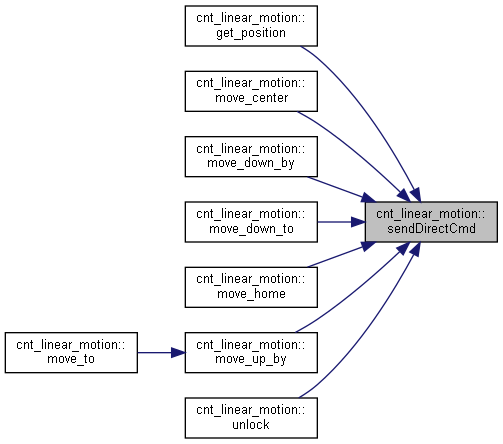 cnt_linear_motion::
get_position
cnt_linear_motion::
move_center
cnt_linear_motion::
move_down_by
cnt_linear_motion::
sendDirectCmd
cnt_linear_motion::
move_down_to
cnt_linear_motion::
move_home
cnt_linear_motion::
move_to
cnt_linear_motion::
move_up_by
cnt_linear_motion::
unlock